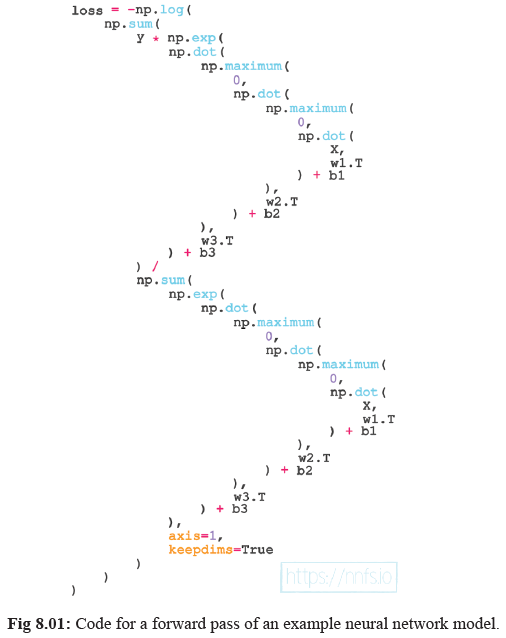 loss = -np.log(
np.sum(
y * np.exp(
np.dot(
np.maximum(
0,
np.dot(
np.maximum(
0,
np.dot(
X,
w1.T
) + b1
),
w2.T
) + b2
),
w3.T
) + b3
) /
np.sum(
np.exp(
np.dot(
np.maximum(
0,
np.dot(
np.maximum(
0,
np.dot(
X,
w1.T
) + b1
),
w2.T
) + b2
),
w3.T
) + b3
),
axis=1,
keepdims=True
)
)
)
https://nnfs.io
Fig 8.01: Code for a forward pass of an example neural network model.